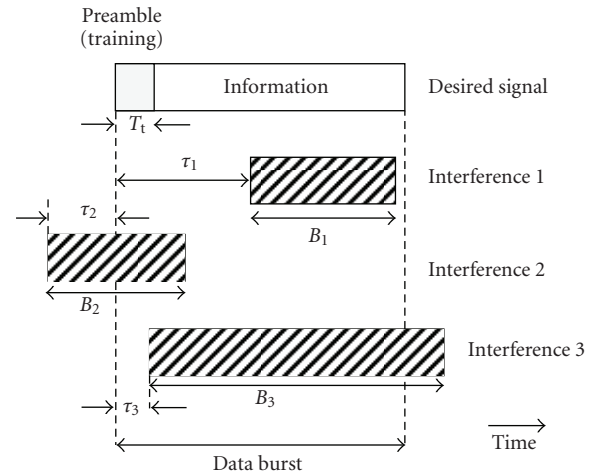 Preamble
(training)
Information
Desired signal
Tt
τ1
Interference 1
B1
τ2
Interference 2
B2
Interference 3
B3
τ3
Time
Data burst